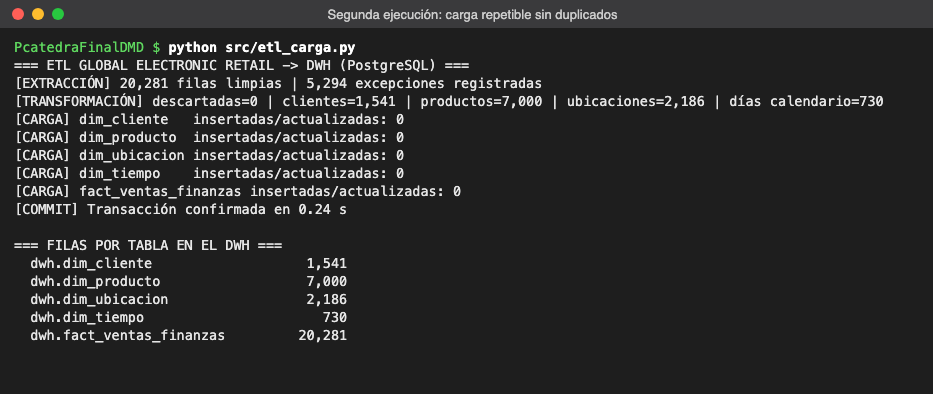 Segunda ejecución: carga repetible sin duplicados
PcatedraFinalDMD $ python src/etl_carga.py
=== ETL GLOBAL ELECTRONIC RETAIL —> DWH (PostgreSQL) ===
[EXTRACCIÓN] 20,281 filas limpias | 5,294 excepciones registradas
[TRANSFORMACIÓN] descartadas=0 | clientes=1,541 | productos=7,000 | ubicaciones=2,186 | días calendario=730
[CARGA] dim_cliente   insertadas/actualizadas: 0
[CARGA] dim_producto  insertadas/actualizadas: 0
[CARGA] dim_ubicacion insertadas/actualizadas: 0
[CARGA] dim_tiempo    insertadas/actualizadas: 0
[CARGA] fact_ventas_finanzas insertadas/actualizadas: 0
[COMMIT] Transacción confirmada en 0.24 s
=== FILAS POR TABLA EN EL DWH ===
dwh.dim_cliente                   1,541
dwh.dim_producto                  7,000
dwh.dim_ubicacion                 2,186
dwh.dim_tiempo                      730
dwh.fact_ventas_finanzas         20,281